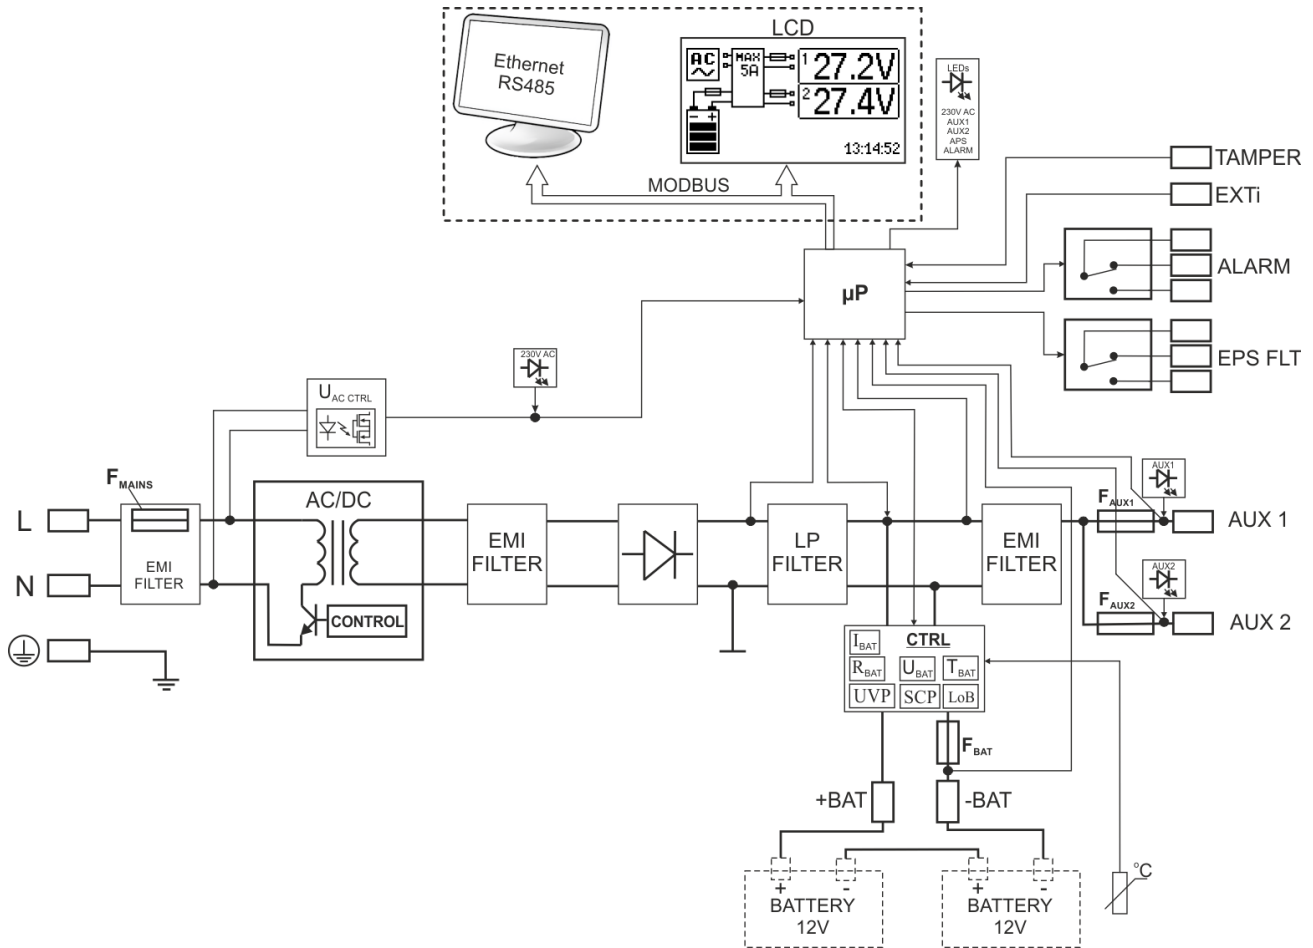 LCD
Ethernet
RS485
AC
MAX
5A
1 27.2V
2 27.4V
- +
13:14:52
MODBUS
LEDs
230V AC
AUX1
AUX2
APS
ALARM
TAMPER
EXTi
ALARM
EPS FLT
µP
230V AC
U AC CTRL
F MAINS
L
N
EMI
FILTER
AC/DC
CONTROL
EMI
FILTER
LP
FILTER
EMI
FILTER
AUX1
F AUX1
AUX 1
AUX2
F AUX2
AUX 2
I BAT
CTRL
R BAT
U BAT
T BAT
UVP
SCP
LoB
F BAT
+BAT
-BAT
°C
+ -
BATTERY
12V
+ -
BATTERY
12V